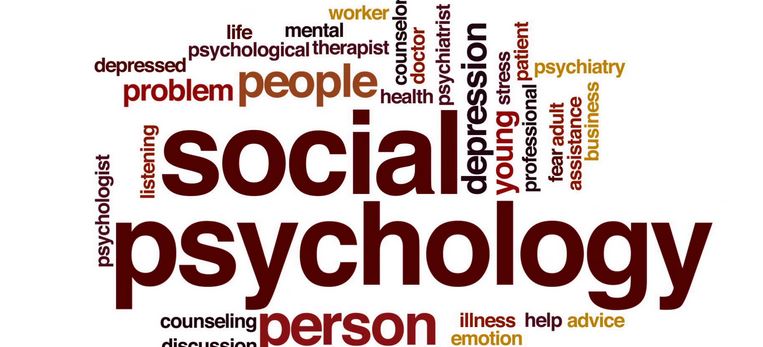 worker
life
mental
psychological therapist
depressed
problem
people
health
counselor
doctor
psychiatrist
depression
stress
patient
psychiatry
young
professional
fear adult
assistance
business
listening
social
psychologist
psychology
counseling
person
illness help advice
discussion
emotion